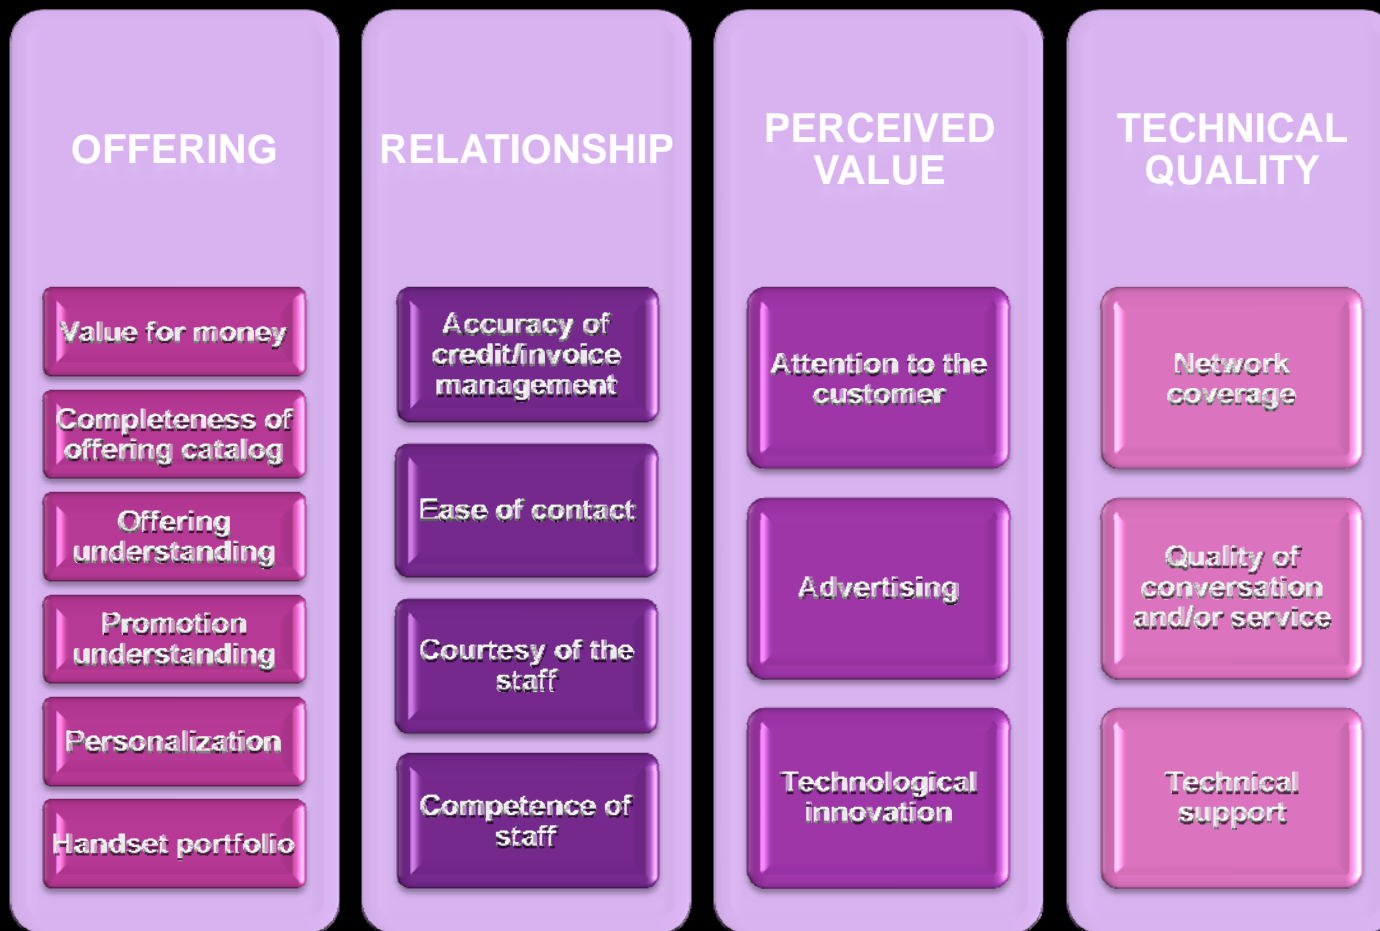 OFFERING
Value for money
Completeness of
offering catalog
Offering
understanding
Promotion
understanding
Personalization
Handset portfolio
RELATIONSHIP
Accuracy of
credit/invoice
management
Ease of contact
Courtesy of the
staff
Competence of
staff
PERCEIVED
VALUE
Attention to the
customer
Advertising
Technological
innovation
TECHNICAL
QUALITY
Network
coverage
Quality of
conversation
and/or service
Technical
support